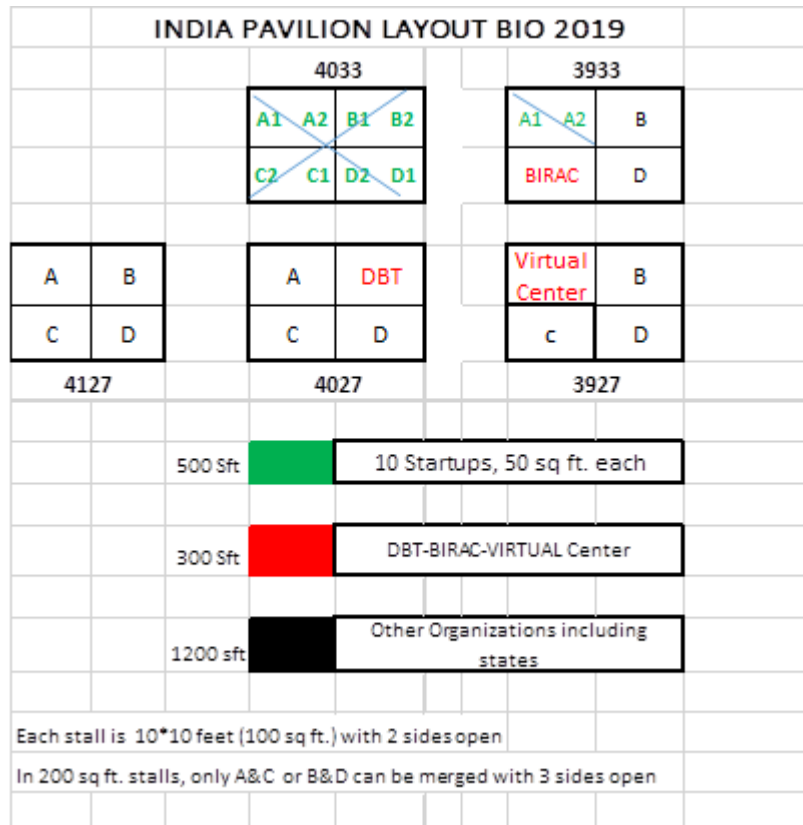 INDIA PAVILION LAYOUT BIO 2019
4033 3933
A1 A2 B1 B2 A1 A2 B
C2 C1 D2 D1 BIRAC D
A B A DBT Virtual Center B
C D C D c D
4127 4027 3927
500 Sft 10 Startups, 50 sq ft. each
300 Sft DBT-BIRAC-VIRTUAL Center
1200 sft Other Organizations including
states
Each stall is 10*10 feet (100 sq ft.) with 2 sides open
In 200 sq ft. stalls, only A&C or B&D can be merged with 3 sides open